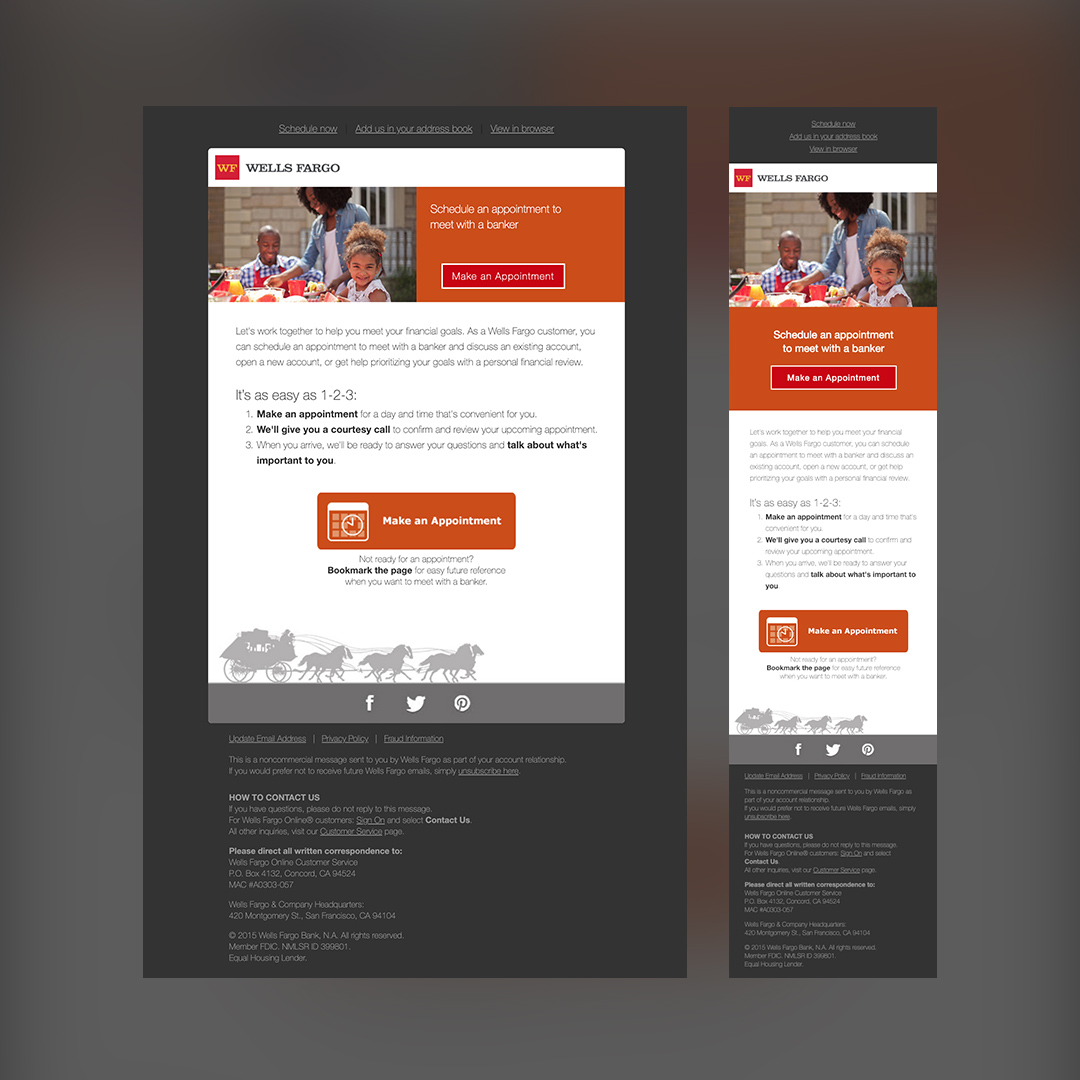 Schedule now | Add us in your address book | View in browser
WF WELLS FARGO
Schedule an appointment to
meet with a banker
Make an Appointment
Let's work together to help you meet your financial goals. As a Wells Fargo customer, you
can schedule an appointment to meet with a banker and discuss an existing account,
open a new account, or get help prioritizing your goals with a personal financial review.
It's as easy as 1-2-3:
1. Make an appointment for a day and time that's convenient for you.
2. We'll give you a courtesy call to confirm and review your upcoming appointment.
3. When you arrive, we'll be ready to answer your questions and talk about what's
important to you.
Make an Appointment
Not ready for an appointment?
Bookmark the page for easy future reference
when you want to meet with a banker.
Update Email Address | Privacy Policy | Fraud Information
This is a noncommercial message sent to you by Wells Fargo as part of your account relationship.
If you would prefer not to receive future Wells Fargo emails, simply unsubscribe here.
HOW TO CONTACT US
If you have questions, please do not reply to this message.
For Wells Fargo Online® customers: Sign On and select Contact Us.
All other inquiries, visit our Customer Service page.
Please direct all written correspondence to:
Wells Fargo Online Customer Service
P.O. Box 4132, Concord, CA 94524
MAC #A0303-057
Wells Fargo & Company Headquarters:
420 Montgomery St., San Francisco, CA 94104
© 2015 Wells Fargo Bank, N.A. All rights reserved.
Member FDIC. NMLSR ID 399801.
Equal Housing Lender.
Schedule now
Add us in your address book
View in browser
WF WELLS FARGO
Schedule an appointment
to meet with a banker
Make an Appointment
Let's work together to help you meet your financial
goals. As a Wells Fargo customer, you can schedule
an appointment to meet with a banker and discuss an
existing account, open a new account, or get help
prioritizing your goals with a personal financial review.
It's as easy as 1-2-3:
1. Make an appointment for a day and time that's
convenient for you.
2. We'll give you a courtesy call to confirm and
review your upcoming appointment.
3. When you arrive, we'll be ready to answer your
questions and talk about what's important to
you.
Make an Appointment
Not ready for an appointment?
Bookmark the page for easy future reference
when you want to meet with a banker.
Update Email Address | Privacy Policy | Fraud Information
This is a noncommercial message sent to you by Wells Fargo as
part of your account relationship.
If you would prefer not to receive future Wells Fargo emails, simply
unsubscribe here.
HOW TO CONTACT US
If you have questions, please do not reply to this message.
For Wells Fargo Online® customers: Sign On and select
Contact Us.
All other inquiries, visit our Customer Service page.
Please direct all written correspondence to:
Wells Fargo Online Customer Service
P.O. Box 4132, Concord, CA 94524
MAC #A0303-057
Wells Fargo & Company Headquarters:
420 Montgomery St., San Francisco, CA 94104
© 2015 Wells Fargo Bank, N.A. All rights reserved.
Member FDIC. NMLSR ID 399801.
Equal Housing Lender.